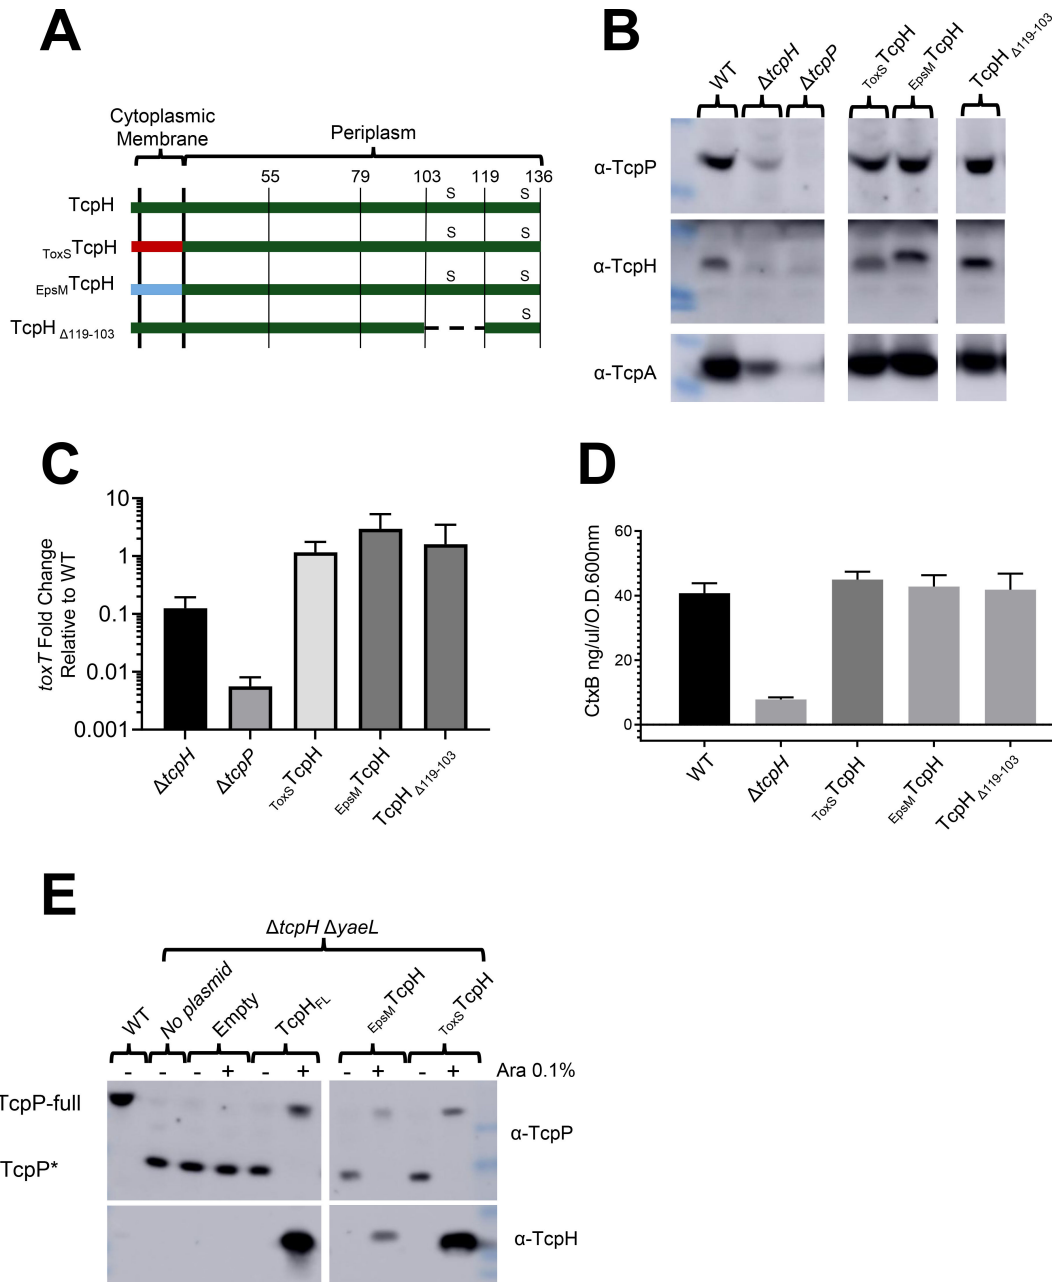 A
Cytoplasmic
Membrane
Periplasm
55 79 103 119 136
S S
TcpH
S S
ToxSTcpH
S S
EpsMTcpH
S
TcpH Δ119-103
B
WT ΔtcpH ΔtcpP ToxSTcpH EpsMTcpH TcpH Δ119-103
α-TcpP
α-TcpH
α-TcpA
C
toxT Fold Change
Relative to WT
10
1
0.1
0.01
0.001
ΔtcpH ΔtcpP ToxSTcpH EpsMTcpH TcpH Δ119-103
D
CtxB ng/ul/O.D.600nm
60
40
20
0
WT ΔtcpH ToxSTcpH EpsMTcpH TcpH Δ119-103
E
ΔtcpH ΔyaeL
WT No plasmid Empty TcpHFL EpsMTcpH ToxSTcpH
- - - + - + - + - + Ara 0.1%
TcpP-full
α-TcpP
TcpP*
α-TcpH